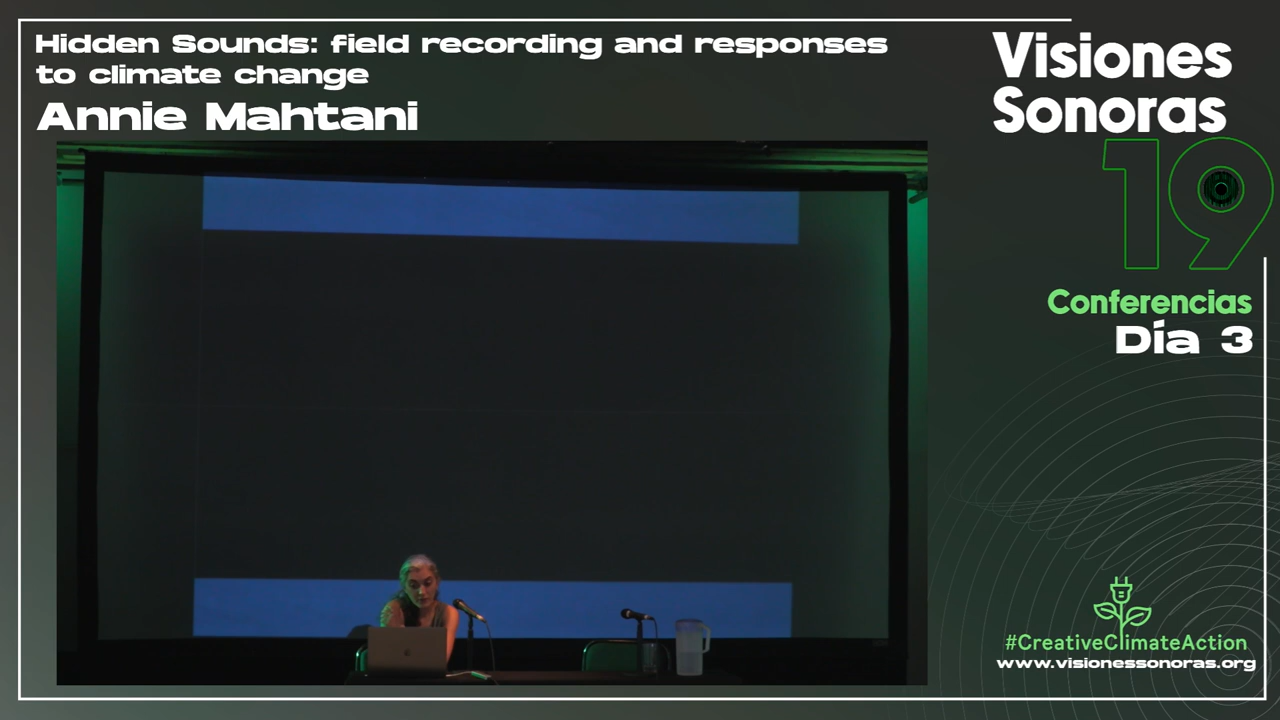 Hidden Sounds: field recording and responses
to climate change
Annie Mahtani
Visiones
Sonoras
19
Conferencias
Día 3
#CreativeClimateAction
www.visionessonoras.org